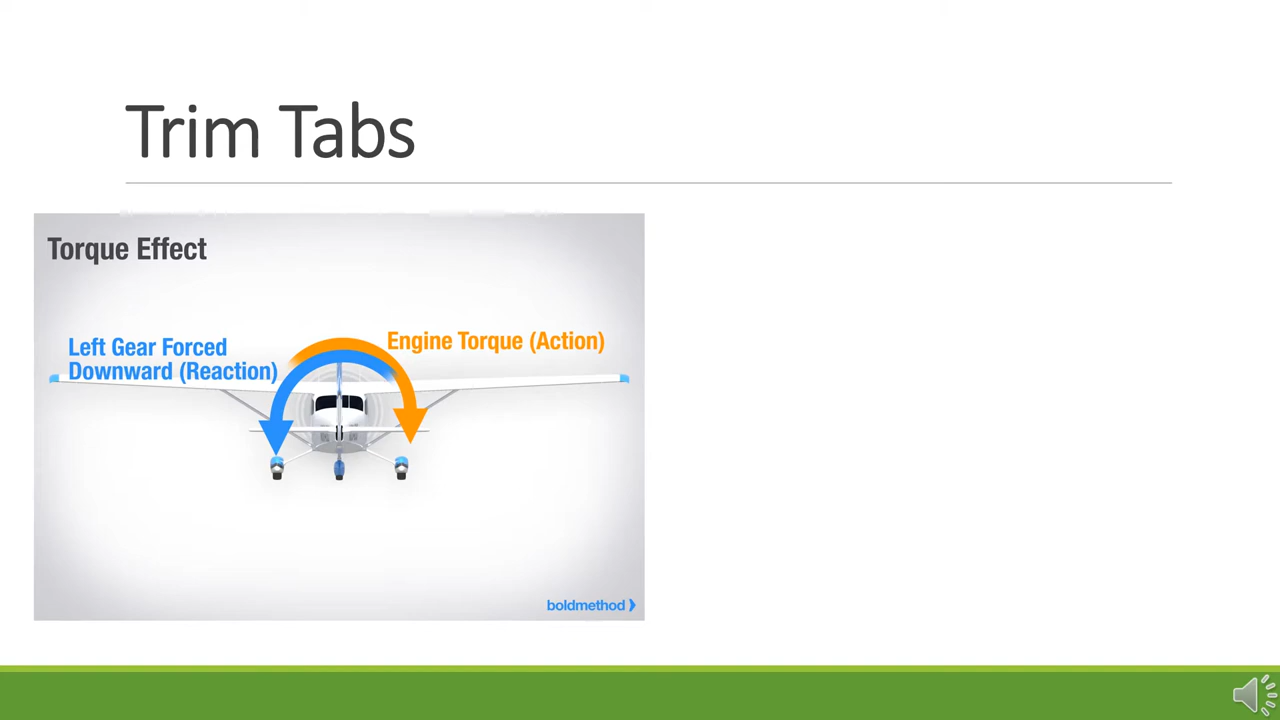 Trim Tabs
Torque Effect
Left Gear Forced
Downward (Reaction)
Engine Torque (Action)
boldmethod